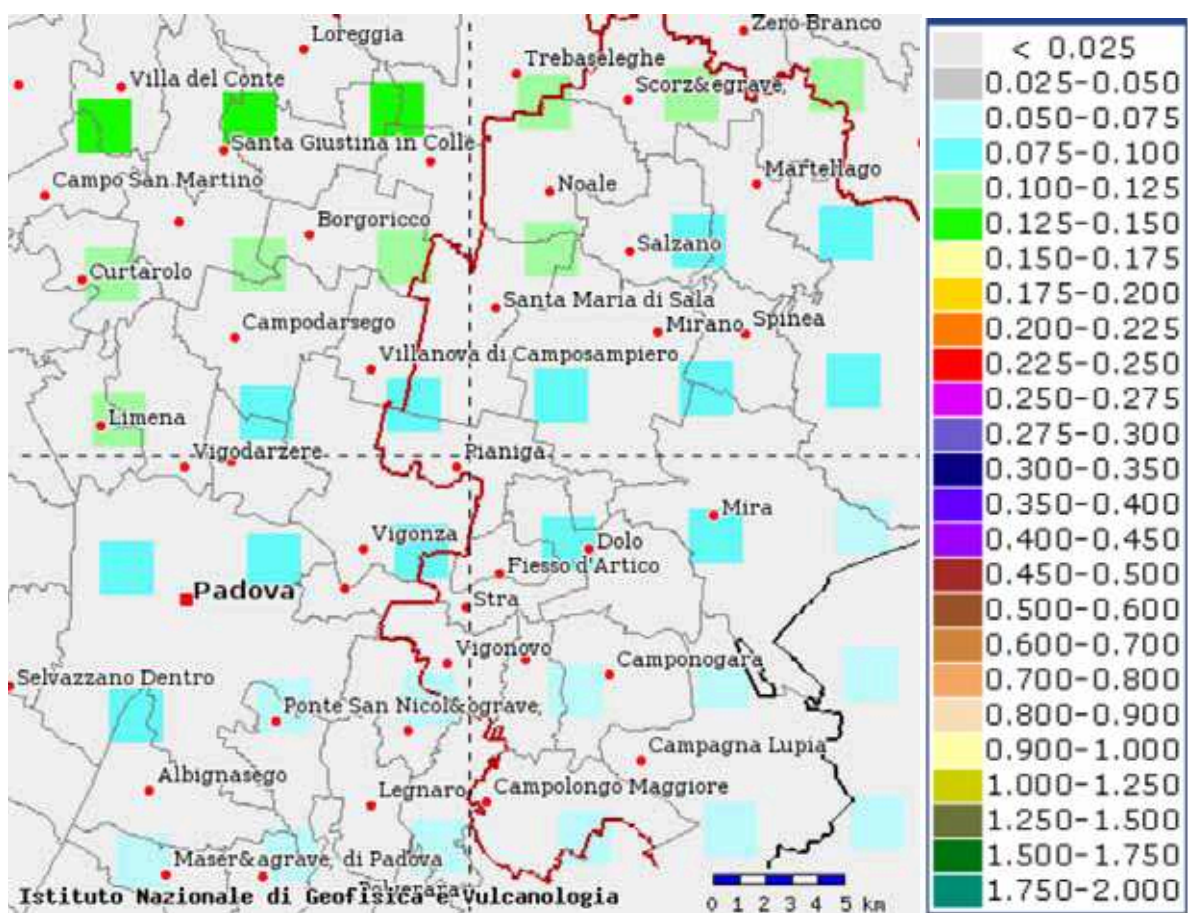 Zero Branco
Loreggia
Trebaseleghe
Villa del Conte
Scorz&egrave;
Santa Giustina in Colle
Martellago
Campo San Martino
Noale
Borgoricco
Salzano
Curtarolo
Santa Maria di Sala
Campodarsego
Mirano
Spinea
Villanova di Camposampiero
Limena
Vigodarzere
Pianiga
Mira
Vigonza
Dolo
Fiesso d'Artico
Padova
Stra
Vigonovo
Camponogara
Selvazzano Dentro
Ponte San Nicol&ograve;
Campagna Lupia
Albignasego
Legnaro
Campolongo Maggiore
Maser&agrave; di Padova
Polverara
Istituto Nazionale di Geofisica e Vulcanologia
0 1 2 3 4 5 km
< 0.025
0.025-0.050
0.050-0.075
0.075-0.100
0.100-0.125
0.125-0.150
0.150-0.175
0.175-0.200
0.200-0.225
0.225-0.250
0.250-0.275
0.275-0.300
0.300-0.350
0.350-0.400
0.400-0.450
0.450-0.500
0.500-0.600
0.600-0.700
0.700-0.800
0.800-0.900
0.900-1.000
1.000-1.250
1.250-1.500
1.500-1.750
1.750-2.000